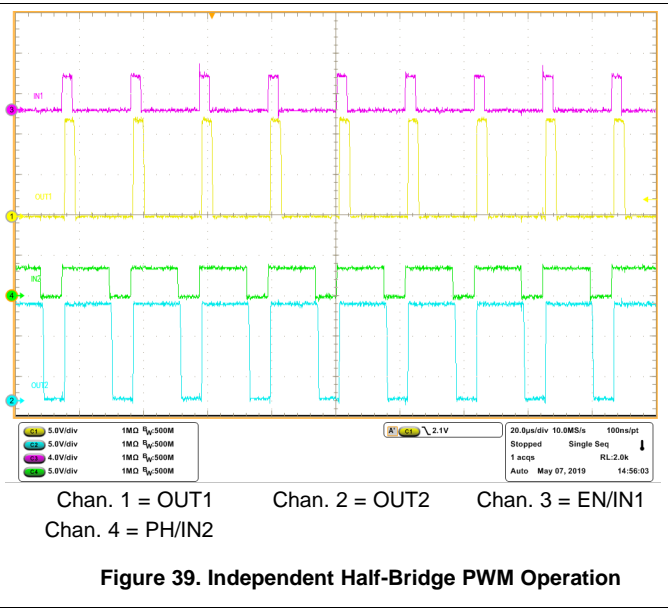 IN1
3
OUT1
1
IN2
4
OUT2
2
C1 5.0V/div 1MΩ BW:500M
C2 5.0V/div 1MΩ BW:500M
C3 4.0V/div 1MΩ BW:500M
C4 5.0V/div 1MΩ BW:500M
A' C1 2.1V
20.0µs/div 10.0MS/s 100ns/pt
Stopped Single Seq
1 acqs RL:2.0k
Auto May 07, 2019 14:56:03
Chan. 1 = OUT1 Chan. 2 = OUT2 Chan. 3 = EN/IN1
Chan. 4 = PH/IN2
Figure 39. Independent Half-Bridge PWM Operation